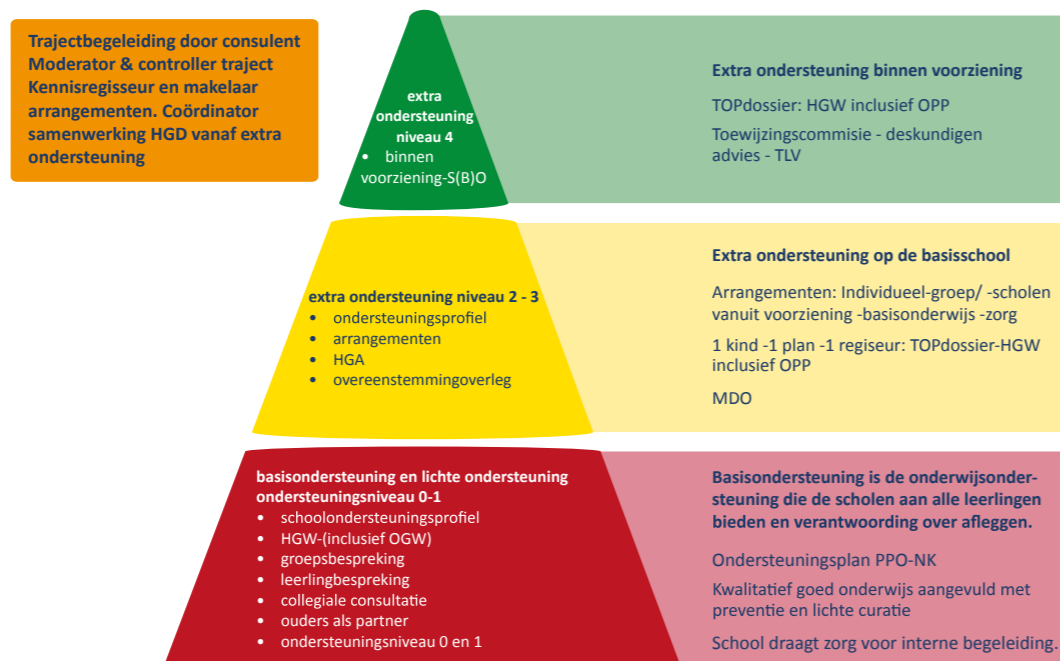 Trajectbegeleiding door consulent
Moderator & controller traject
Kennisregisseur en makelaar
arrangementen. Coördinator
samenwerking HGD vanaf extra
ondersteuning
extra
ondersteuning
niveau 4
• binnen
voorziening-S(B)O
Extra ondersteuning binnen voorziening
TOPdossier: HGW inclusief OPP
Toewijzingscommisie - deskundigen
advies - TLV
extra ondersteuning niveau 2 - 3
• ondersteuningsprofiel
• arrangementen
• HGA
• overeenstemmingoverleg
Extra ondersteuning op de basisschool
Arrangementen: Individueel-groep/ -scholen
vanuit voorziening -basisonderwijs -zorg
1 kind -1 plan -1 regiseur: TOPdossier-HGW
inclusief OPP
MDO
basisondersteuning en lichte ondersteuning
ondersteuningsniveau 0-1
• schoolondersteuningsprofiel
• HGW-(inclusief OGW)
• groepsbespreking
• leerlingbespreking
• collegiale consultatie
• ouders als partner
• ondersteuningsniveau 0 en 1
Basisondersteuning is de onderwijsonder-
steuning die de scholen aan alle leerlingen
bieden en verantwoording over afleggen.
Ondersteuningsplan PPO-NK
Kwalitatief goed onderwijs aangevuld met
preventie en lichte curatie
School draagt zorg voor interne begeleiding.